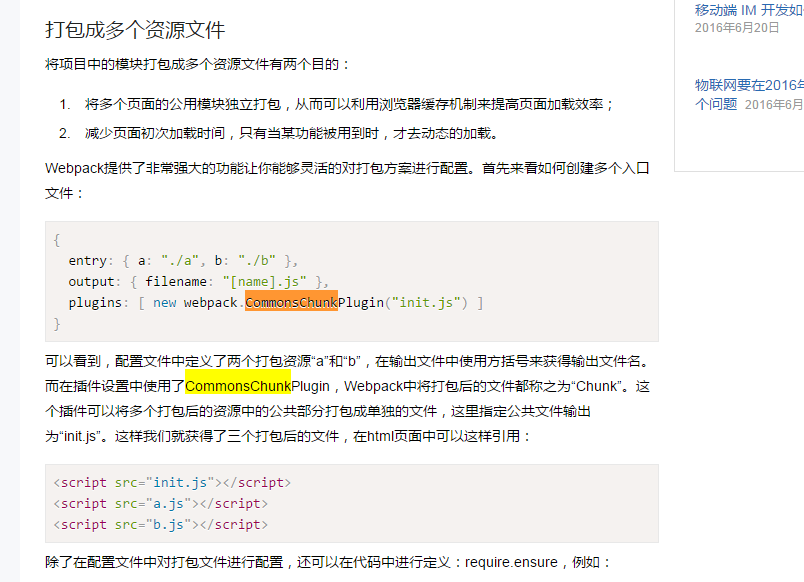 打包成多个资源文件
将项目中的模块打包成多个资源文件有两个目的：
1. 将多个页面的公用模块独立打包，从而可以利用浏览器缓存机制来提高页面加载效率；
2. 减少页面初次加载时间，只有当某功能被用到时，才去动态的加载。
Webpack提供了非常强大的功能让你能够灵活的对打包方案进行配置。首先来看如何创建多个入口
文件：
{
entry: { a: "./a", b: "./b" },
output: { filename: "[name].js" },
plugins: [ new webpack.CommonsChunkPlugin("init.js") ]
}
可以看到，配置文件中定义了两个打包资源“a”和“b”，在输出文件中使用方括号来获得输出文件名。
而在插件设置中使用了CommonsChunkPlugin，Webpack中将打包后的文件都称之为“Chunk”。这
个插件可以将多个打包后的资源中的公共部分打包成单独的文件，这里指定公共文件输出
为“init.js”。这样我们就获得了三个打包后的文件，在html页面中可以这样引用：
<script src="init.js"></script>
<script src="a.js"></script>
<script src="b.js"></script>
除了在配置文件中对打包文件进行配置，还可以在代码中进行定义：require.ensure，例如：
移动端 IM 开发如
2016年6月20日
物联网要在2016年
个问题 2016年6月